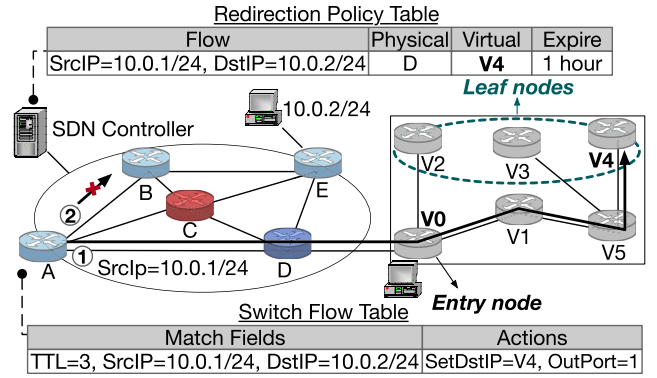 Redirection Policy Table
Flow Physical Virtual Expire
SrcIP=10.0.1/24, DstIP=10.0.2/24 D V4 1 hour
Leaf nodes
10.0.2/24
SDN Controller
V2
V3
V4
B
E
2
C
V0
V1
V5
A
1
D
SrcIp=10.0.1/24
Entry node
Switch Flow Table
Match Fields Actions
TTL=3, SrcIP=10.0.1/24, DstIP=10.0.2/24 SetDstIP=V4, OutPort=1